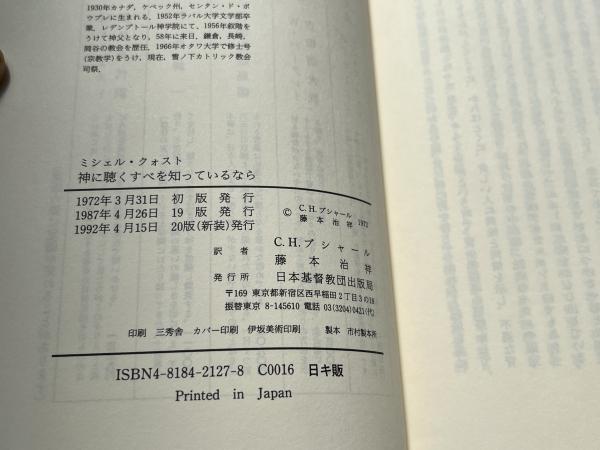 1930年カナダ、ケベック州、センタン・ド・ボ
ウプレに生まれる。1952年ラバル大学文学部卒
業、レデンプトール神学院にて、1956年叙階を
うけて神父となり、58年に来日、鎌倉、長崎、
岡谷の教会を歴任、1966年オタワ大学で修士号
(宗教学)をうけ、現在、雪ノ下カトリック教会
司祭。
ミシェル・クォスト
神に聴くすべを知っているなら
1972年3月31日 初版発行
1987年4月26日 19版発行
1992年4月15日 20版(新装)発行
© C.H.ブシャール 藤本治祥 1972
訳者 C.H.ブシャール
藤本治祥
発行所 日本基督教団出版局
〒169 東京都新宿区西早稲田2丁目3の18
振替東京 8-145610 電話 03(3204)0421(代)
印刷 三秀舎 カバー印刷 伊坂美術印刷 製本 市村製本所
ISBN4-8184-2127-8 C0016 日キ販
Printed in Japan